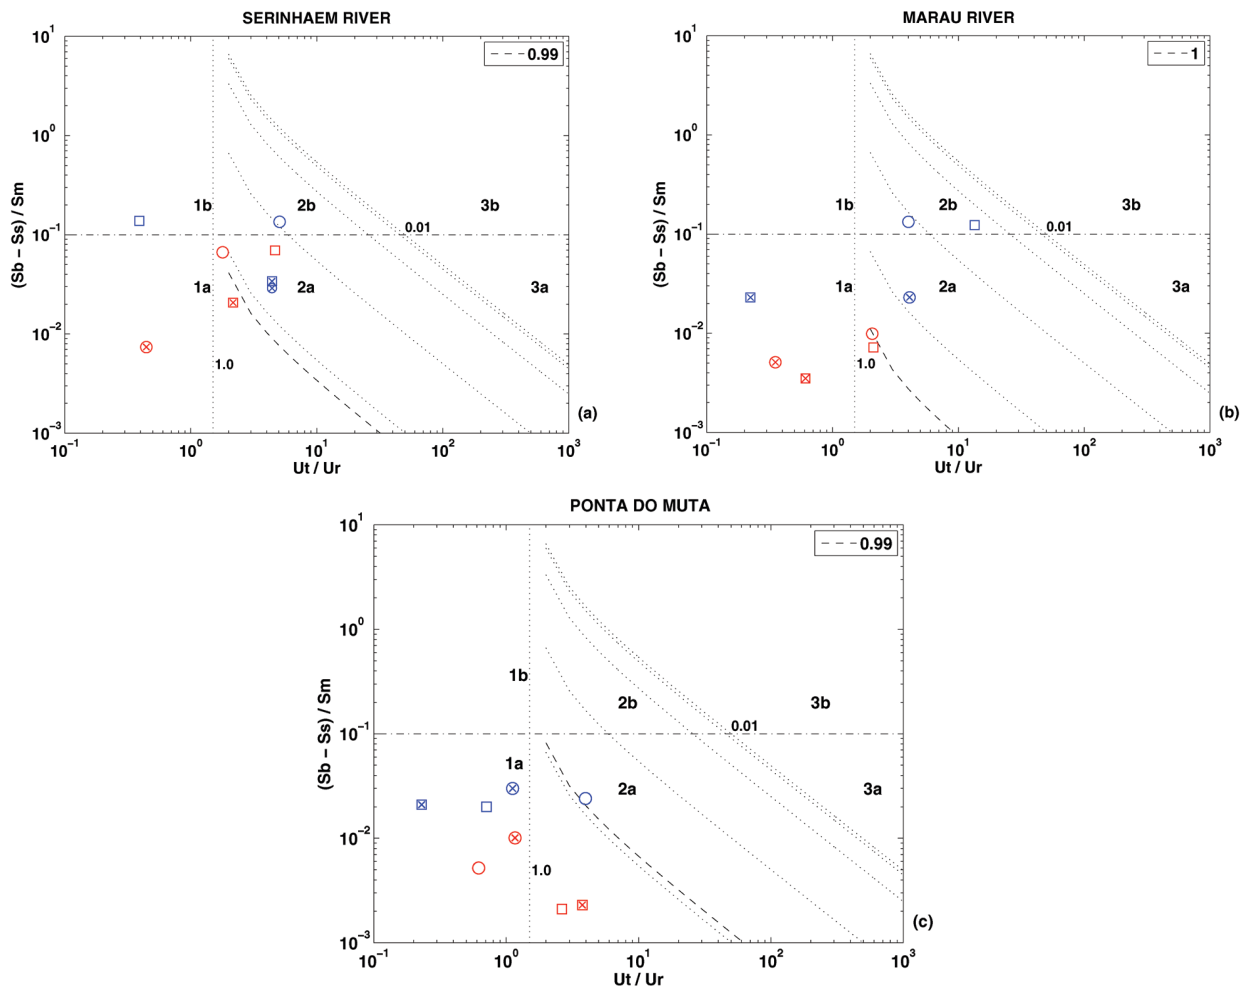 SERINHAEM RIVER
10^1
0.99
10^0
(Sb − Ss) / Sm
1b
2b
3b
0.01
10^−1
1a
2a
3a
10^−2
1.0
(a)
10^−3
10^−1
10^0
10^1
10^2
10^3
Ut / Ur
MARAU RIVER
10^1
1
10^0
(Sb − Ss) / Sm
1b
2b
3b
0.01
10^−1
1a
2a
3a
10^−2
1.0
(b)
10^−3
10^−1
10^0
10^1
10^2
10^3
Ut / Ur
PONTA DO MUTA
10^1
0.99
10^0
(Sb − Ss) / Sm
1b
2b
3b
0.01
10^−1
1a
2a
3a
10^−2
1.0
(c)
10^−3
10^−1
10^0
10^1
10^2
10^3
Ut / Ur